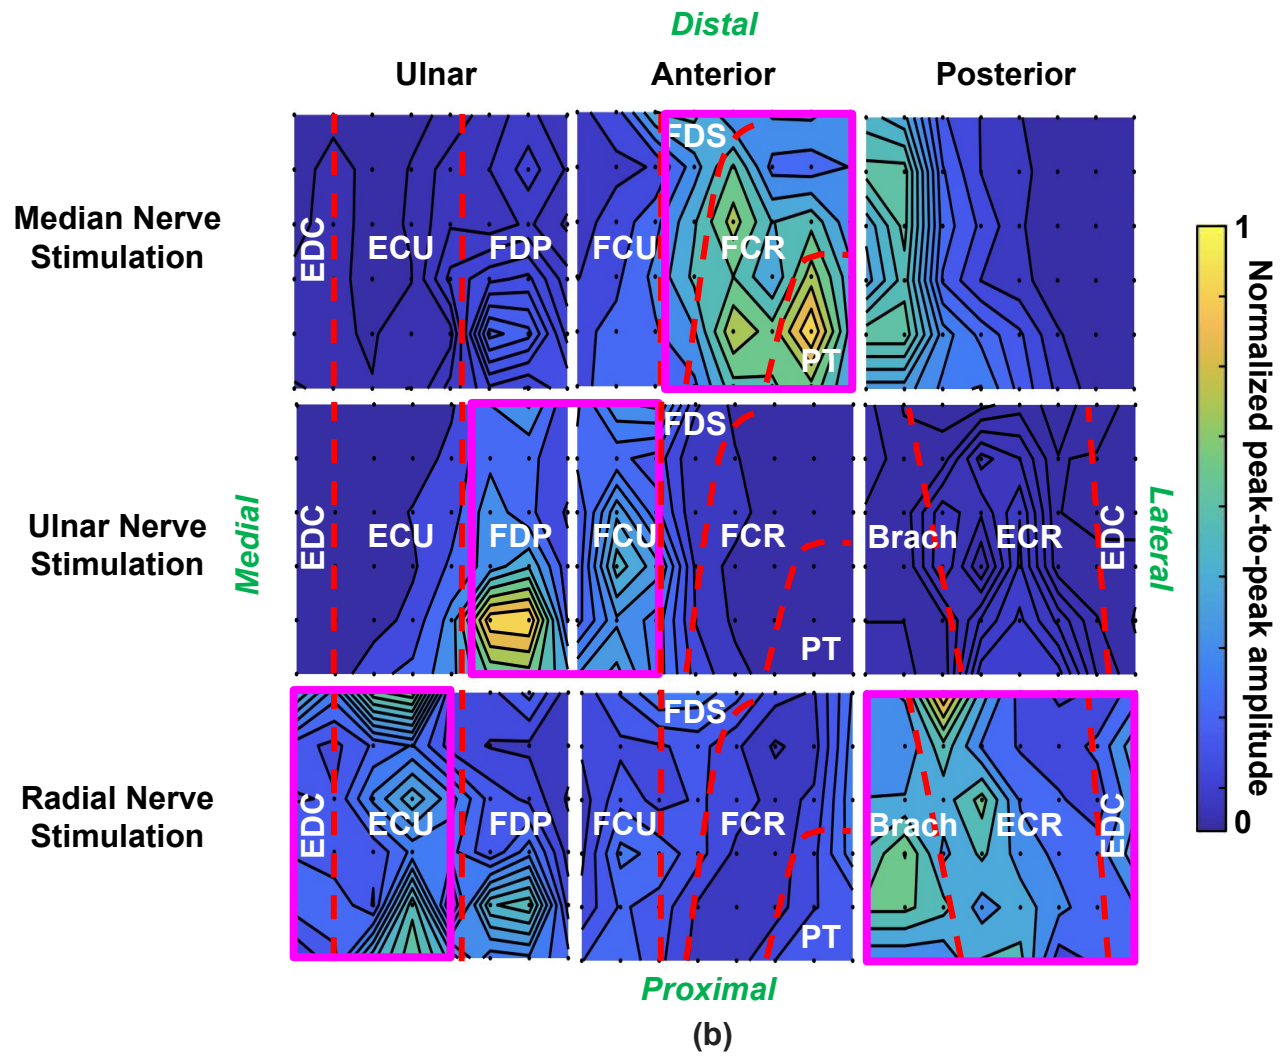 Distal
Ulnar Anterior Posterior
Median Nerve
Stimulation
EDC ECU FDP FCU FDS FCR PT
Ulnar Nerve
Stimulation
Medial
EDC ECU FDP FCU FDS FCR PT Brach ECR EDC
Lateral
Radial Nerve
Stimulation
EDC ECU FDP FCU FDS FCR PT Brach ECR EDC
1
Normalized peak-to-peak amplitude
0
Proximal
(b)